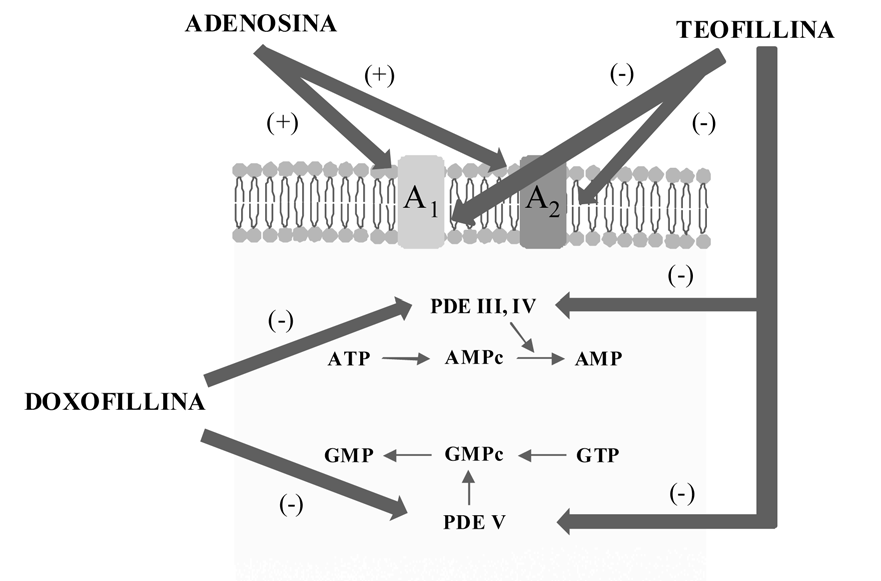 ADENOSINA
TEOFILLINA
(+)
(-)
(+)
(-)
A1
A2
(-)
PDE III, IV
(-)
ATP
AMPc
AMP
DOXOFILLINA
GMP
GMPc
GTP
(-)
(-)
PDE V